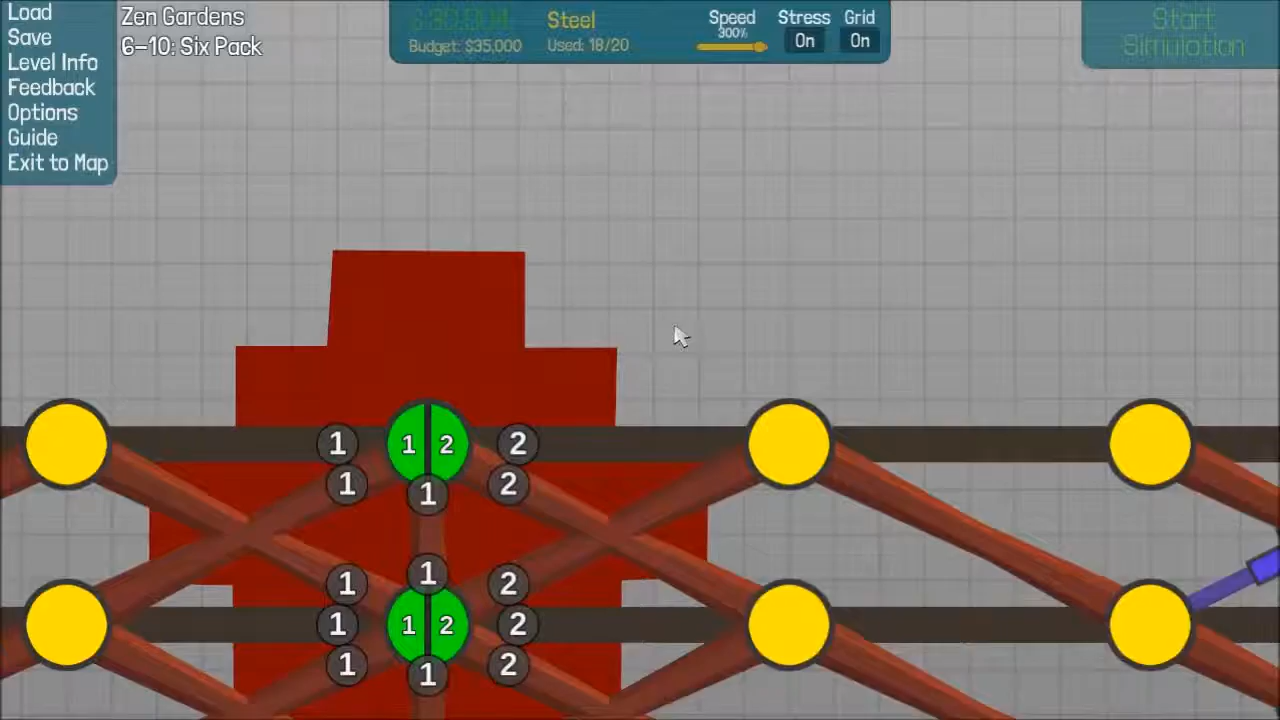 Load
Save
Level Info
Feedback
Options
Guide
Exit to Map
Zen Gardens
6-10: Six Pack
Budget: $35,000
Steel
Used: 18/20
Speed
300%
Stress
On
Grid
On
Start
Simulation
1 1 2 2
1 2
1
1
1 2
1 1 2 2
1 2
1